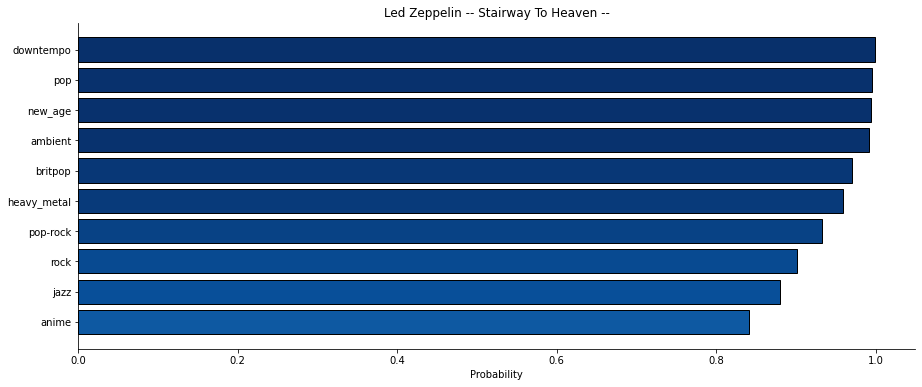 Led Zeppelin -- Stairway To Heaven --
downtempo
pop
new_age
ambient
britpop
heavy_metal
pop-rock
rock
jazz
anime
0.0 0.2 0.4 0.6 0.8 1.0
Probability